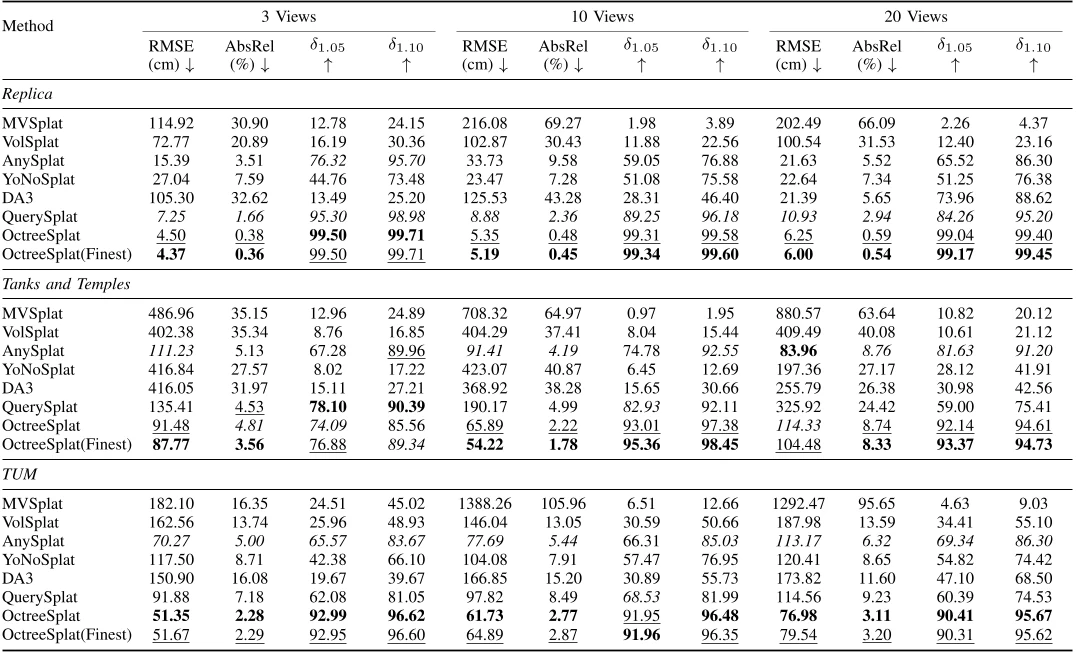 Method 3 Views 10 Views 20 Views
RMSE AbsRel δ1.05 δ1.10 RMSE AbsRel δ1.05 δ1.10 RMSE AbsRel δ1.05 δ1.10
(cm) ↓ (%) ↓ ↑ ↑ (cm) ↓ (%) ↓ ↑ ↑ (cm) ↓ (%) ↓ ↑ ↑
Replica
MVSplat 114.92 30.90 12.78 24.15 216.08 69.27 1.98 3.89 202.49 66.09 2.26 4.37
VolSplat 72.77 20.89 16.19 30.36 102.87 30.43 11.88 22.56 100.54 31.53 12.40 23.16
AnySplat 15.39 3.51 76.32 95.70 33.73 9.58 59.05 76.88 21.63 5.52 65.52 86.30
YoNoSplat 27.04 7.59 44.76 73.48 23.47 7.28 51.08 75.58 22.64 7.34 51.25 76.38
DA3 105.30 32.62 13.49 25.20 125.53 43.28 28.31 46.40 21.39 5.65 73.96 88.62
QuerySplat 7.25 1.66 95.30 98.98 8.88 2.36 89.25 96.18 10.93 2.94 84.26 95.20
OctreeSplat 4.50 0.38 99.50 99.71 5.35 0.48 99.31 99.58 6.25 0.59 99.04 99.40
OctreeSplat(Finest) 4.37 0.36 99.50 99.71 5.19 0.45 99.34 99.60 6.00 0.54 99.17 99.45
Tanks and Temples
MVSplat 486.96 35.15 12.96 24.89 708.32 64.97 0.97 1.95 880.57 63.64 10.82 20.12
VolSplat 402.38 35.34 8.76 16.85 404.29 37.41 8.04 15.44 409.49 40.08 10.61 21.12
AnySplat 111.23 5.13 67.28 89.96 91.41 4.19 74.78 92.55 83.96 8.76 81.63 91.20
YoNoSplat 416.84 27.57 8.02 17.22 423.07 40.87 6.45 12.69 197.36 27.17 28.12 41.91
DA3 416.05 31.97 15.11 27.21 368.92 38.28 15.65 30.66 255.79 26.38 30.98 42.56
QuerySplat 135.41 4.53 78.10 90.39 190.17 4.99 82.93 92.11 325.92 24.42 59.00 75.41
OctreeSplat 91.48 4.81 74.09 85.56 65.89 2.22 93.01 97.38 114.33 8.74 92.14 94.61
OctreeSplat(Finest) 87.77 3.56 76.88 89.34 54.22 1.78 95.36 98.45 104.48 8.33 93.37 94.73
TUM
MVSplat 182.10 16.35 24.51 45.02 1388.26 105.96 6.51 12.66 1292.47 95.65 4.63 9.03
VolSplat 162.56 13.74 25.96 48.93 146.04 13.05 30.59 50.66 187.98 13.59 34.41 55.10
AnySplat 70.27 5.00 65.57 83.67 77.69 5.44 66.31 85.03 113.17 6.32 69.34 86.30
YoNoSplat 117.50 8.71 42.38 66.10 104.08 7.91 57.47 76.95 120.41 8.65 54.82 74.42
DA3 150.90 16.08 19.67 39.67 166.85 15.20 30.89 55.73 173.82 11.60 47.10 68.50
QuerySplat 91.88 7.18 62.08 81.05 97.82 8.49 68.53 81.99 114.56 9.23 60.39 74.53
OctreeSplat 51.35 2.28 92.99 96.62 61.73 2.77 91.95 96.48 76.98 3.11 90.41 95.67
OctreeSplat(Finest) 51.67 2.29 92.95 96.60 64.89 2.87 91.96 96.35 79.54 3.20 90.31 95.62